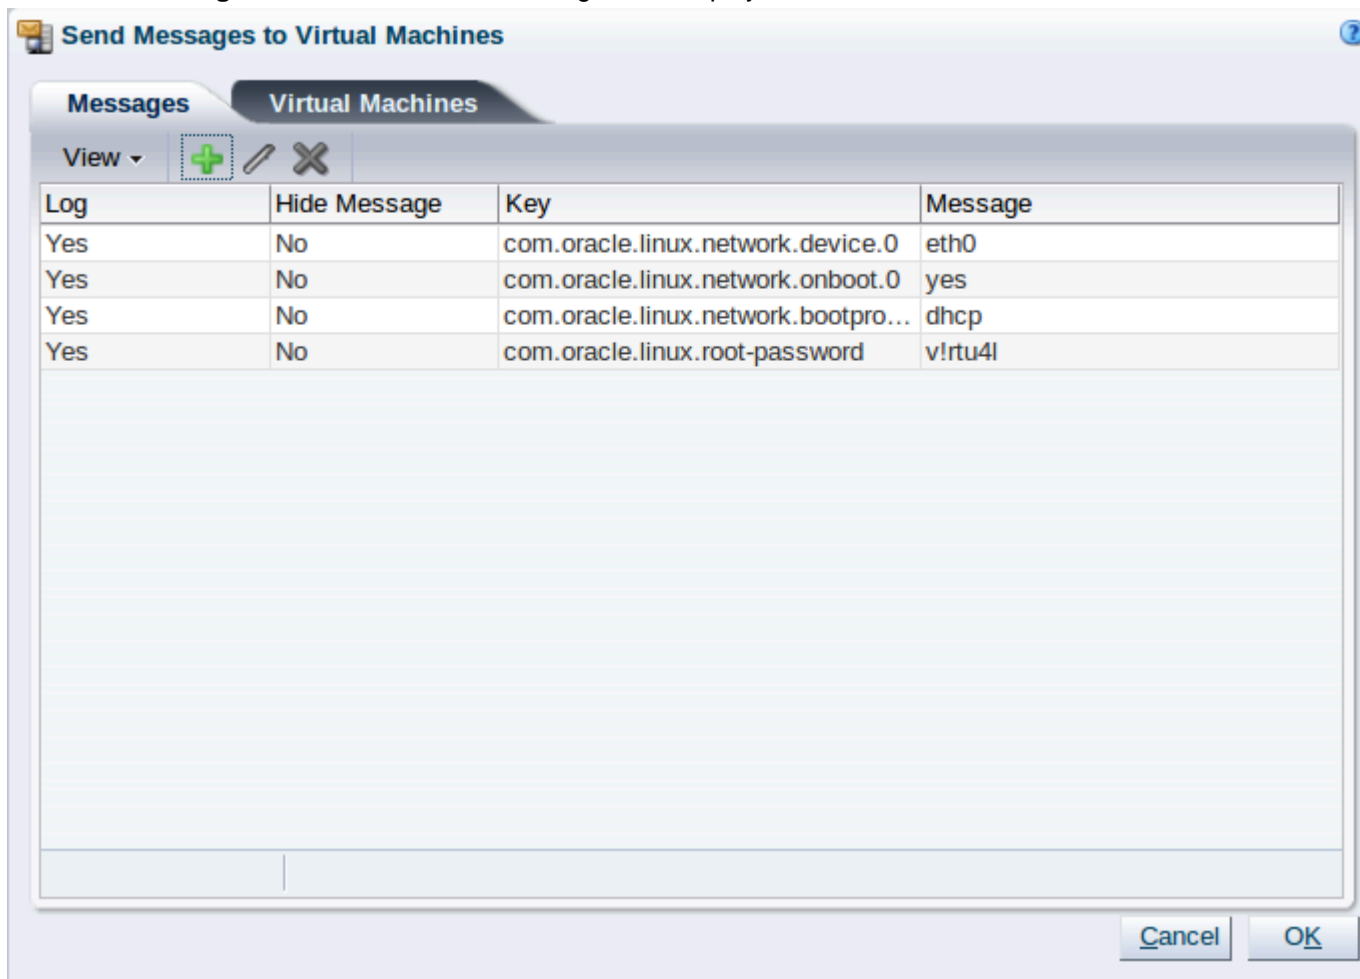 Send Messages to Virtual Machines
Messages Virtual Machines
View
Log Hide Message Key Message
Yes No com.oracle.linux.network.device.0 eth0
Yes No com.oracle.linux.network.onboot.0 yes
Yes No com.oracle.linux.network.bootpro... dhcp
Yes No com.oracle.linux.root-password v!rtu4l
Cancel OK